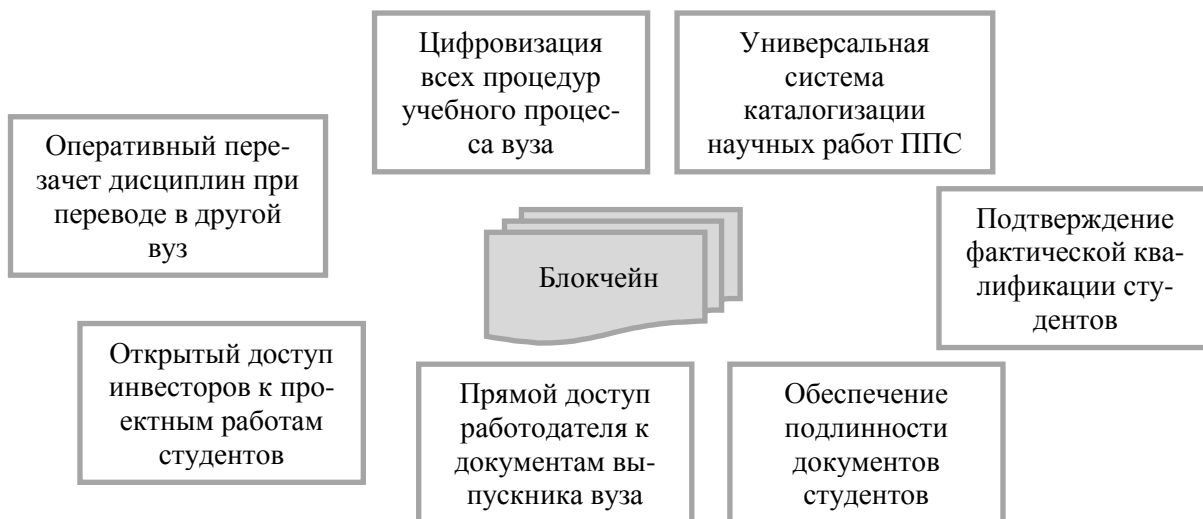 Цифровизация
всех процедур
учебного процес-
са вуза
Универсальная
система
каталогизации
научных работ ППС
Оперативный пере-
зачет дисциплин при
переводе в другой
вуз
Подтверждение
фактической ква-
лификации сту-
дентов
Блокчейн
Открытый доступ
инвесторов к про-
ектным работам
студентов
Прямой доступ
работодателя к
документам вы-
пускника вуза
Обеспечение
подлинности
документов
студентов